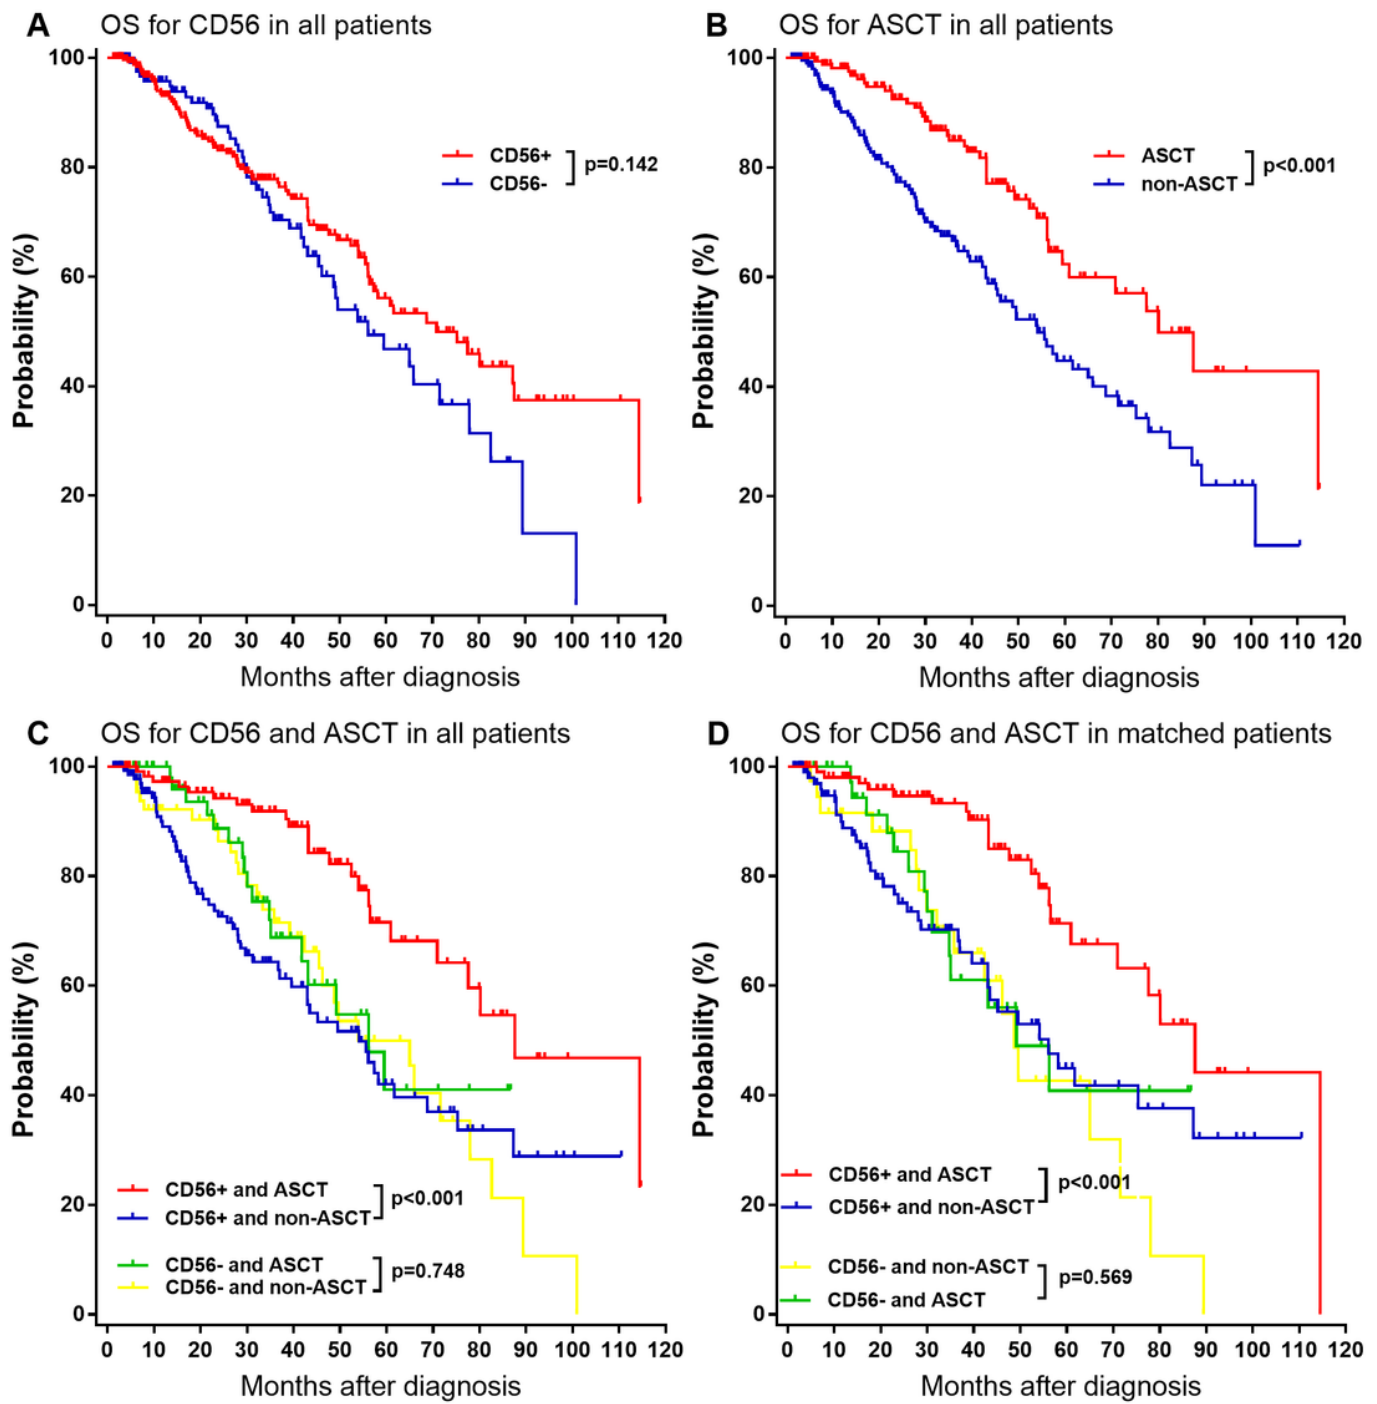 A OS for CD56 in all patients
100
80
60
40
20
0
Probability (%)
CD56+
CD56-
p=0.142
0 10 20 30 40 50 60 70 80 90 100 110 120
Months after diagnosis
B OS for ASCT in all patients
100
80
60
40
20
0
Probability (%)
ASCT
non-ASCT
p<0.001
0 10 20 30 40 50 60 70 80 90 100 110 120
Months after diagnosis
C OS for CD56 and ASCT in all patients
100
80
60
40
20
0
Probability (%)
CD56+ and ASCT
CD56+ and non-ASCT
p<0.001
CD56- and ASCT
CD56- and non-ASCT
p=0.748
0 10 20 30 40 50 60 70 80 90 100 110 120
Months after diagnosis
D OS for CD56 and ASCT in matched patients
100
80
60
40
20
0
Probability (%)
CD56+ and ASCT
CD56+ and non-ASCT
p<0.001
CD56- and non-ASCT
CD56- and ASCT
p=0.569
0 10 20 30 40 50 60 70 80 90 100 110 120
Months after diagnosis